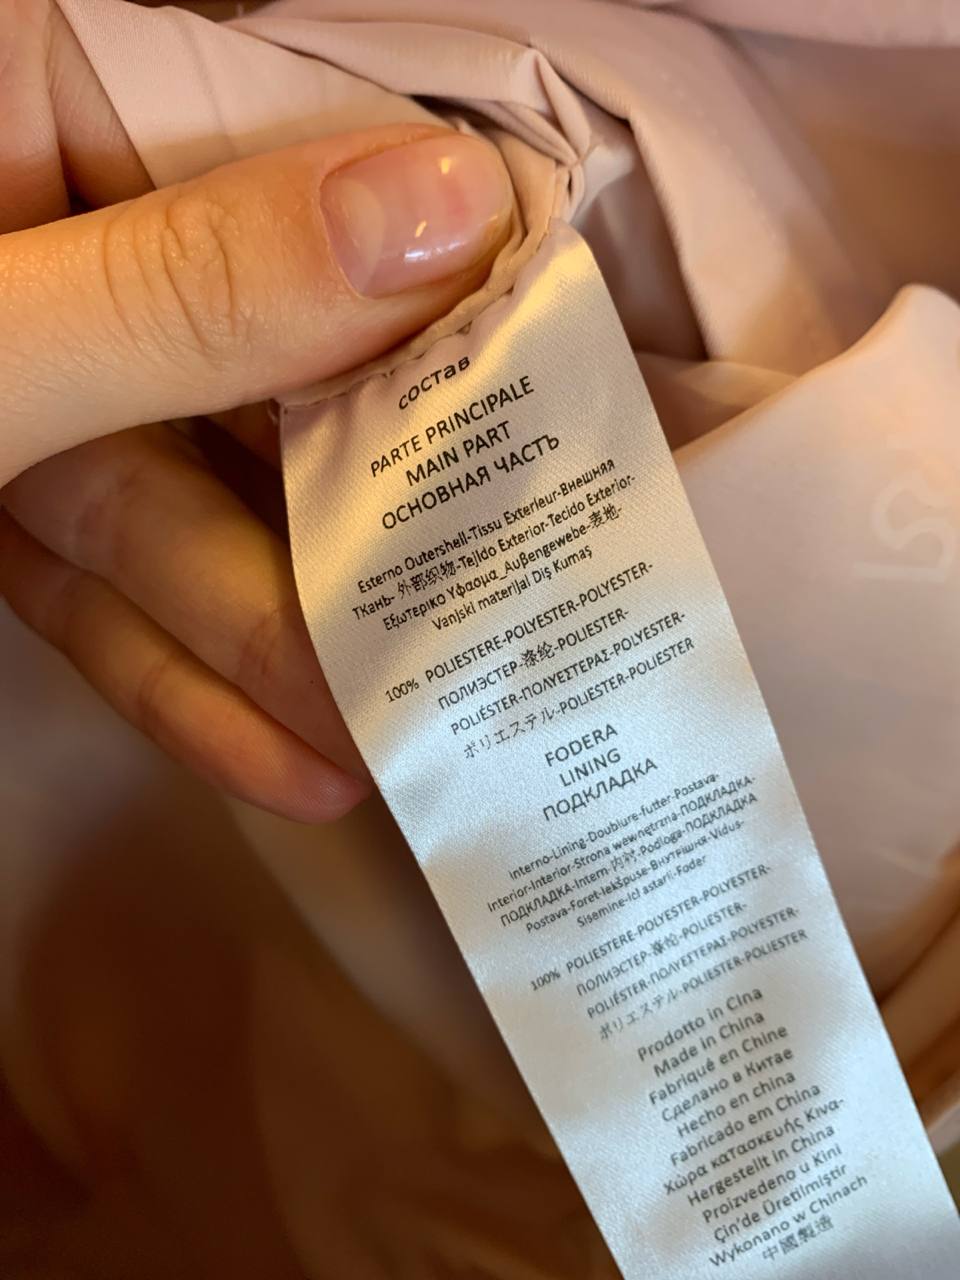 состав
PARTE PRINCIPALE
MAIN PART
ОСНОВНАЯ ЧАСТЬ
Esterno Outershell-Tissu Exterieur-Внешняя
Ткань- 外部织物-Tejldo Exterior-Tecido Exterior-
Εξωτερικο Υφασμα_Außengewebe-表地-
Vanjski materijal Diş Kumaş
100% POLIESTERE-POLYESTER-POLYESTER-
ПОЛИЭСТЕР-涤纶-POLIESTER-
POLIÉSTER-ΠΟΛΥΕΣΤΕΡΑΣ-POLYESTER-
ポリエステル-POLIESTER-POLIESTER
FODERA
LINING
ПОДКЛАДКА
Interno-Lining-Doublure-futter-Postava-
Interior-Interior-Strona wewnętrzna-ПОДКЛАДКА-
ПОДКЛАДКА-Intern-内衬-Podloga-ПОДКЛАДКА
Postava-Foret-Iekšpuse-Внутрішня-Vidus-
Sisemine-Ici astarli-Foder
100% POLIESTERE-POLYESTER-POLYESTER-
ПОЛИЭСТЕР-涤纶-POLIESTER-
POLIÉSTER-ΠΟΛΥΕΣΤΕΡΑΣ-POLYESTER-
ポリエステル-POLIESTER-POLIESTER
Prodotto in Cina
Made in China
Fabriqué en Chine
Сделано в Китае
Hecho en china
Fabricado em China
Χώρα κατασκευής Κινα-
Hergestellt in China
Proizvedeno u Kini
Çin'de Üretilmiştir
Wykonano w Chinach
中國製造